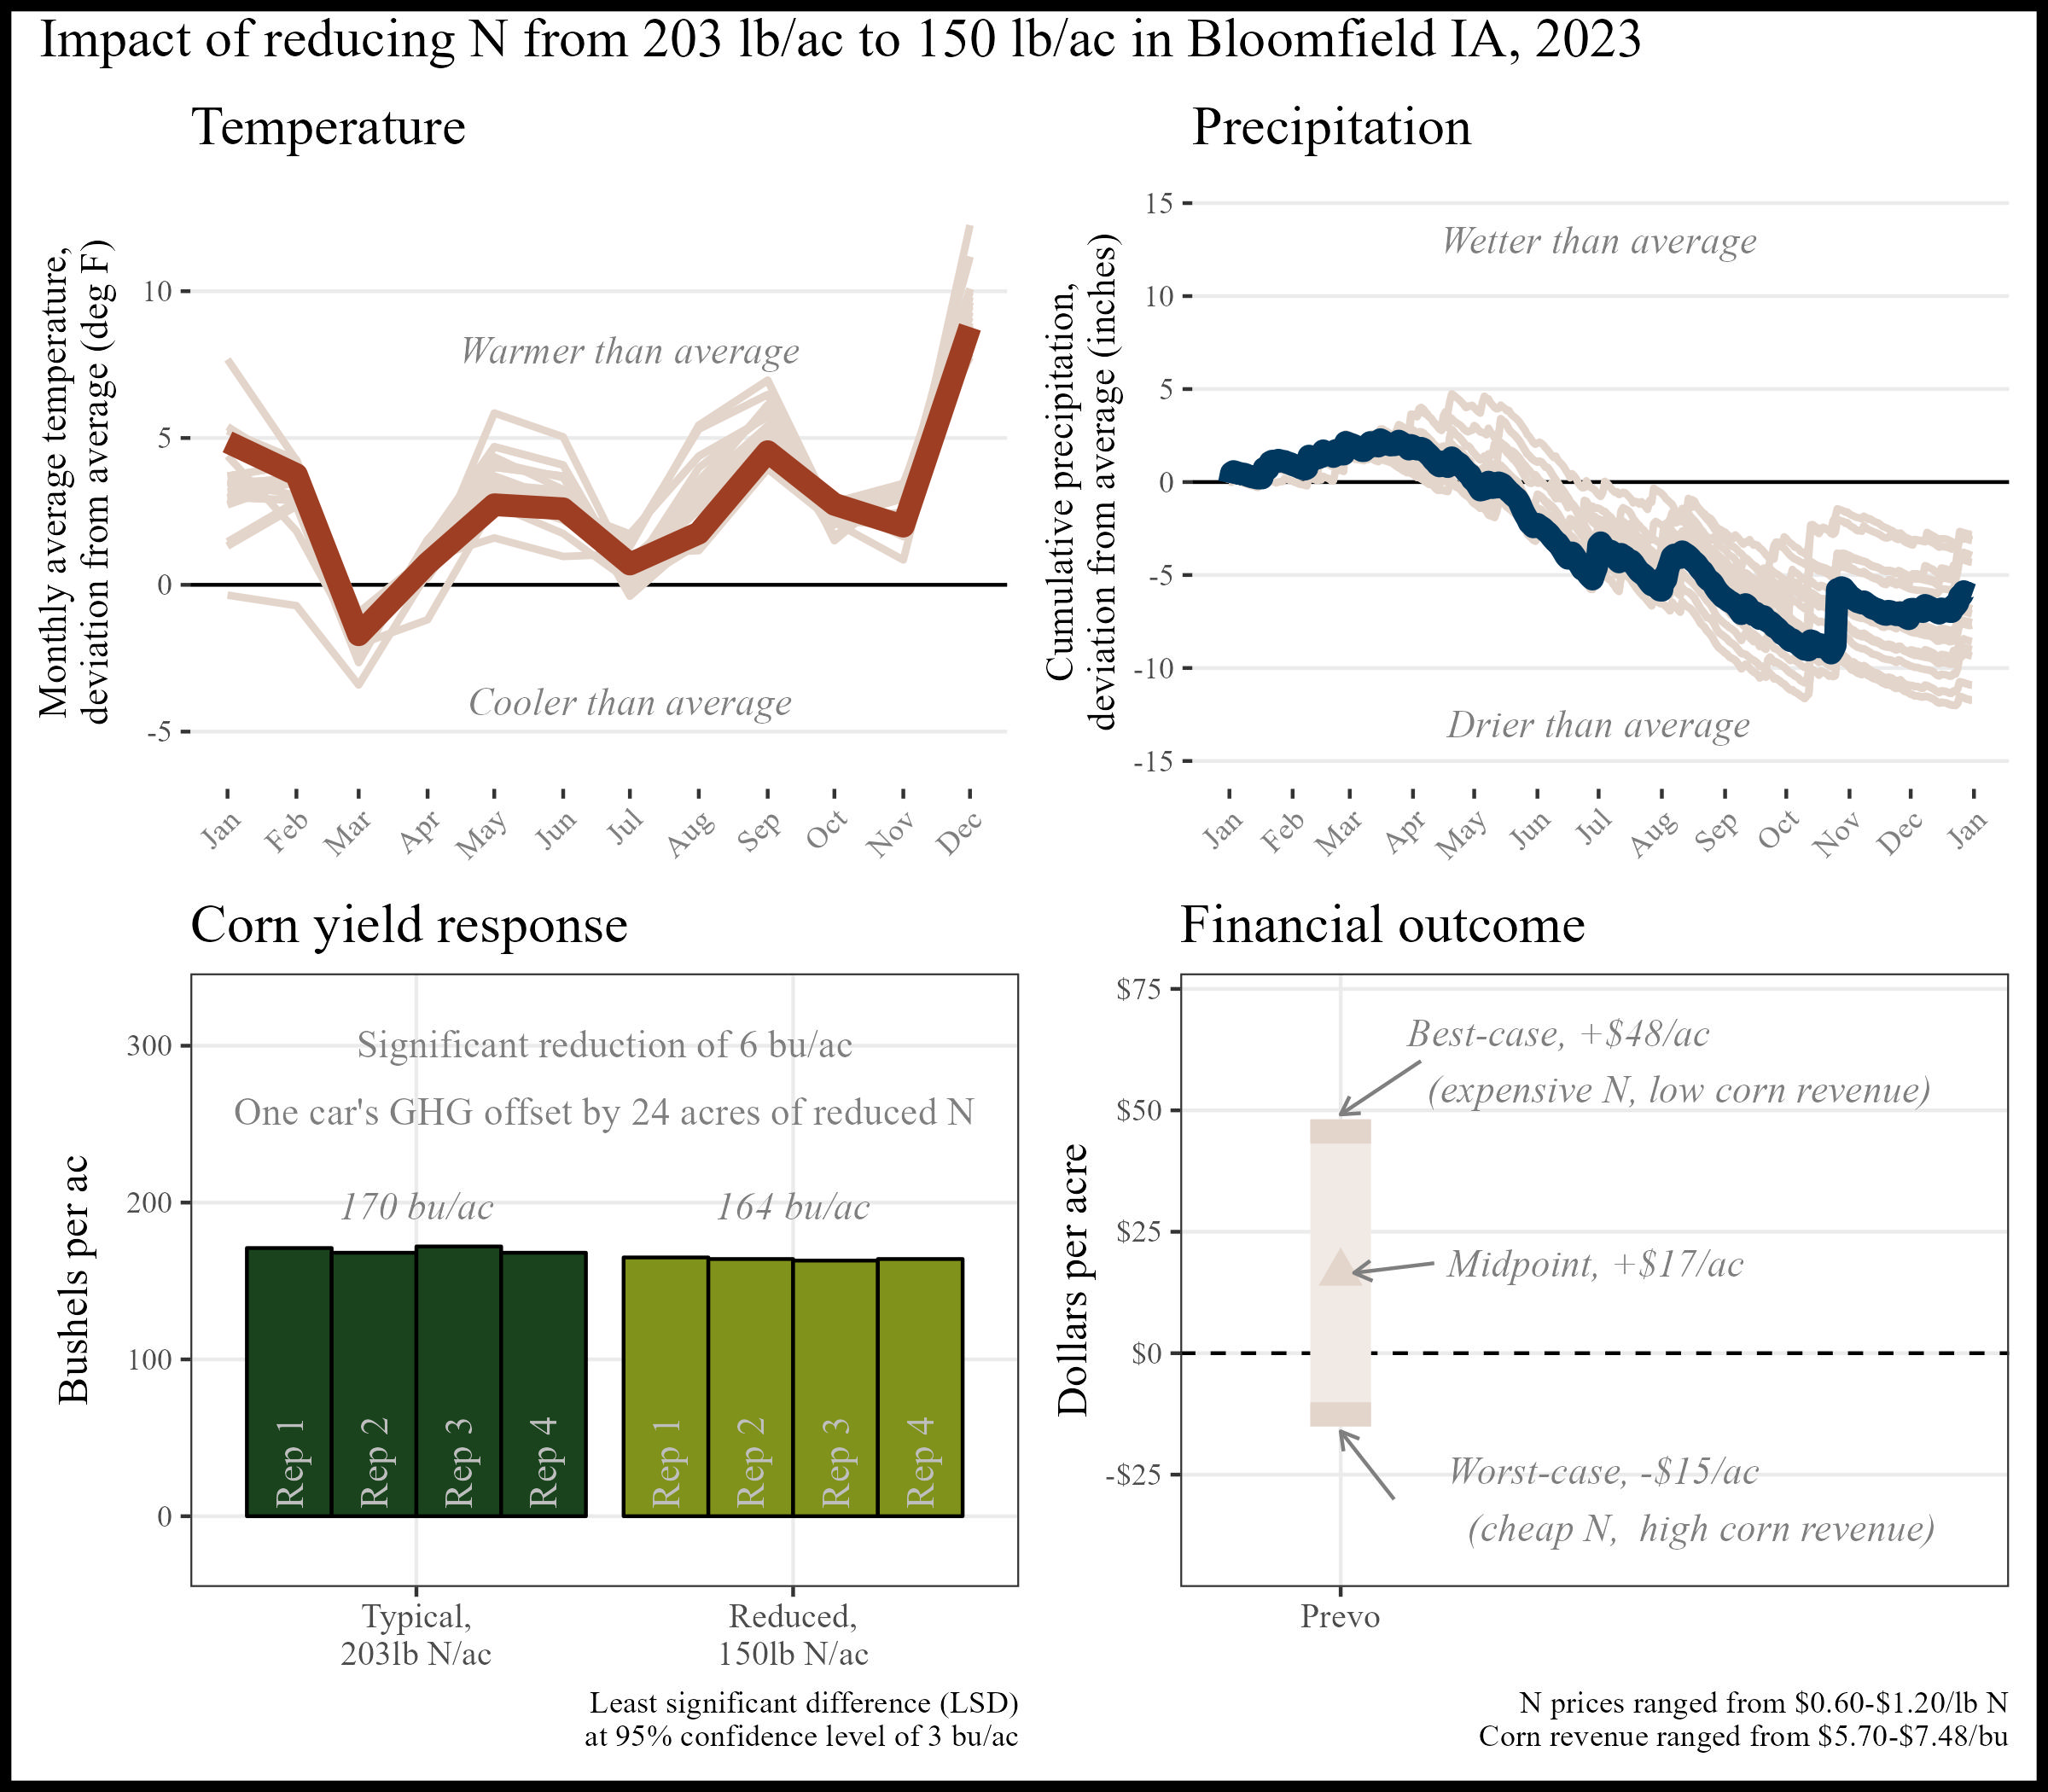 Impact of reducing N from 203 lb/ac to 150 lb/ac in Bloomfield IA, 2023
Temperature
Monthly average temperature,
deviation from average (deg F)
10
5
0
-5
Warmer than average
Cooler than average
Jan
Feb
Mar
Apr
May
Jun
Jul
Aug
Sep
Oct
Nov
Dec
Precipitation
Cumulative precipitation,
deviation from average (inches)
15
10
5
0
-5
-10
-15
Wetter than average
Drier than average
Jan
Feb
Mar
Apr
May
Jun
Jul
Aug
Sep
Oct
Nov
Dec
Jan
Corn yield response
Bushels per ac
300
200
100
0
Significant reduction of 6 bu/ac
One car's GHG offset by 24 acres of reduced N
170 bu/ac
164 bu/ac
Rep 1
Rep 2
Rep 3
Rep 4
Rep 1
Rep 2
Rep 3
Rep 4
Typical,
203lb N/ac
Reduced,
150lb N/ac
Least significant difference (LSD)
at 95% confidence level of 3 bu/ac
Financial outcome
Dollars per acre
$75
$50
$25
$0
-$25
Best-case, +$48/ac
(expensive N, low corn revenue)
Midpoint, +$17/ac
Worst-case, -$15/ac
(cheap N,  high corn revenue)
Prevo
N prices ranged from $0.60-$1.20/lb N
Corn revenue ranged from $5.70-$7.48/bu